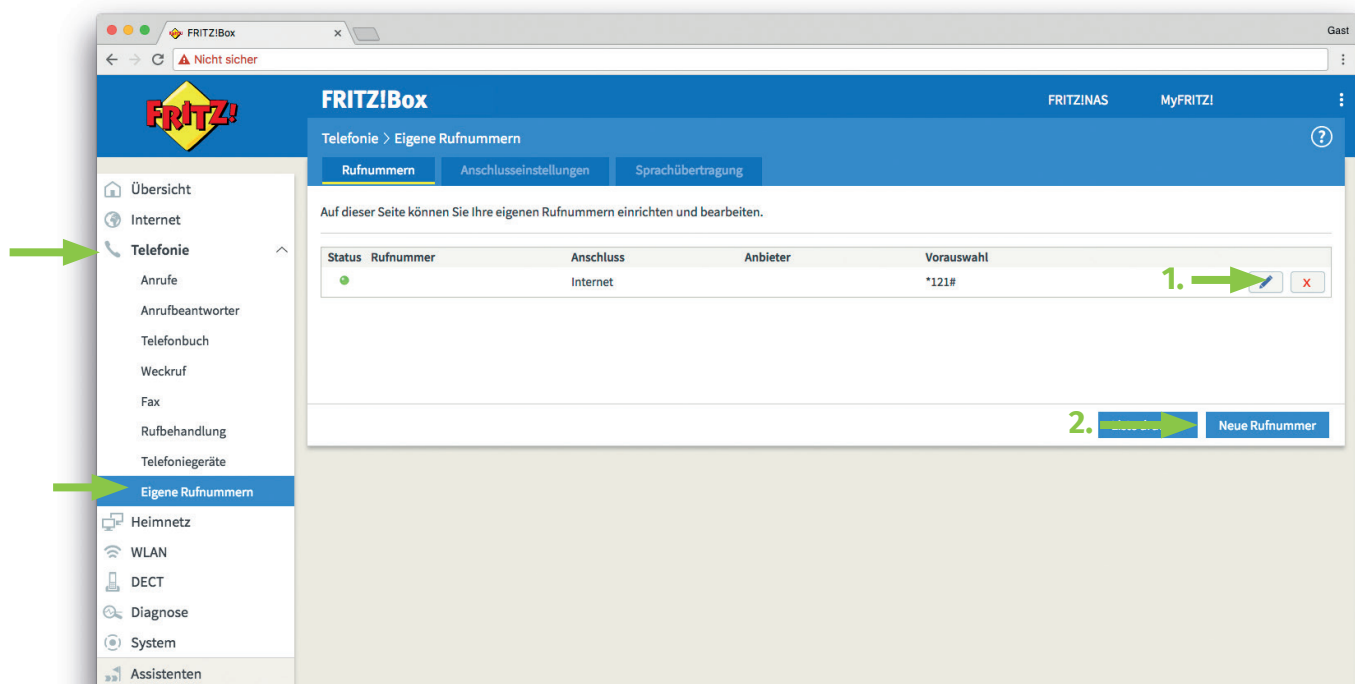 FRITZ!Box
Gast
Nicht sicher
FRITZ!
FRITZ!Box
FRITZ!NAS
MyFRITZ!
Telefonie > Eigene Rufnummern
Rufnummern
Anschlusseinstellungen
Sprachübertragung
Übersicht
Internet
Telefonie
Anrufe
Anrufbeantworter
Telefonbuch
Weckruf
Fax
Rufbehandlung
Telefoniegeräte
Eigene Rufnummern
Heimnetz
WLAN
DECT
Diagnose
System
Assistenten
Auf dieser Seite können Sie Ihre eigenen Rufnummern einrichten und bearbeiten.
Status Rufnummer Anschluss Anbieter Vorauswahl
Internet *121#
1.
x
2.
Neue Rufnummer